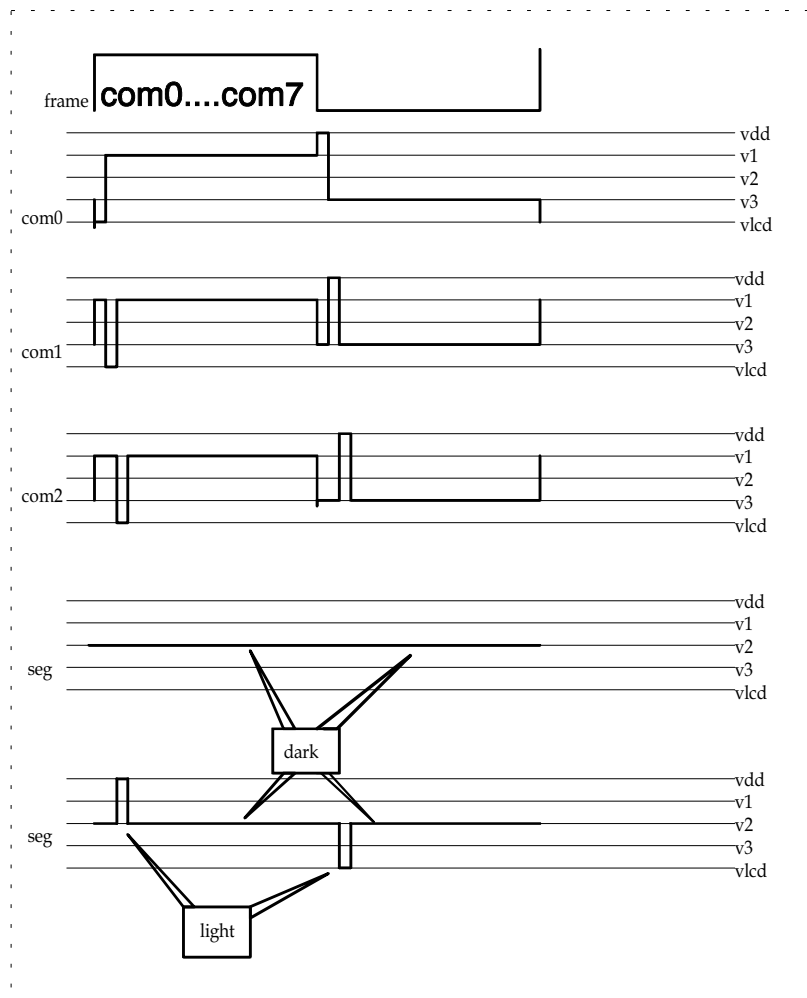 com0....com7
frame
vdd
v1
v2
v3
com0
vlcd
vdd
v1
v3
com1
vlcd
vdd
v1
v2
v3
com2
vlcd
vdd
v1
v2
v3
seg
vlcd
dark
vdd
v1
v2
seg
v3
vlcd
light